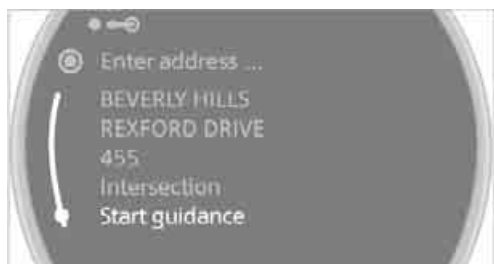 Enter address ...
BEVERLY HILLS
REXFORD DRIVE
455
Intersection
Start guidance